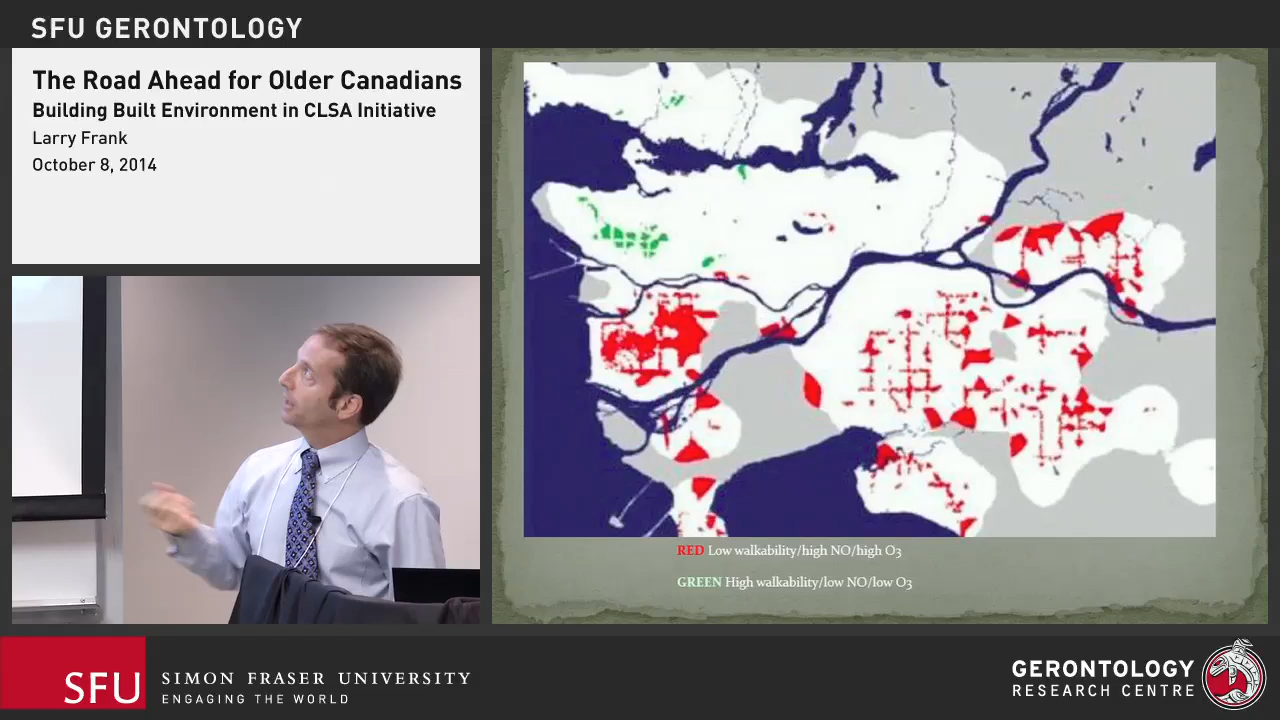 SFU GERONTOLOGY
The Road Ahead for Older Canadians
Building Built Environment in CLSA Initiative
Larry Frank
October 8, 2014
RED Low walkability/high NO/high O3
GREEN High walkability/low NO/low O3
SFU
SIMON FRASER UNIVERSITY
ENGAGING THE WORLD
GERONTOLOGY
RESEARCH CENTRE